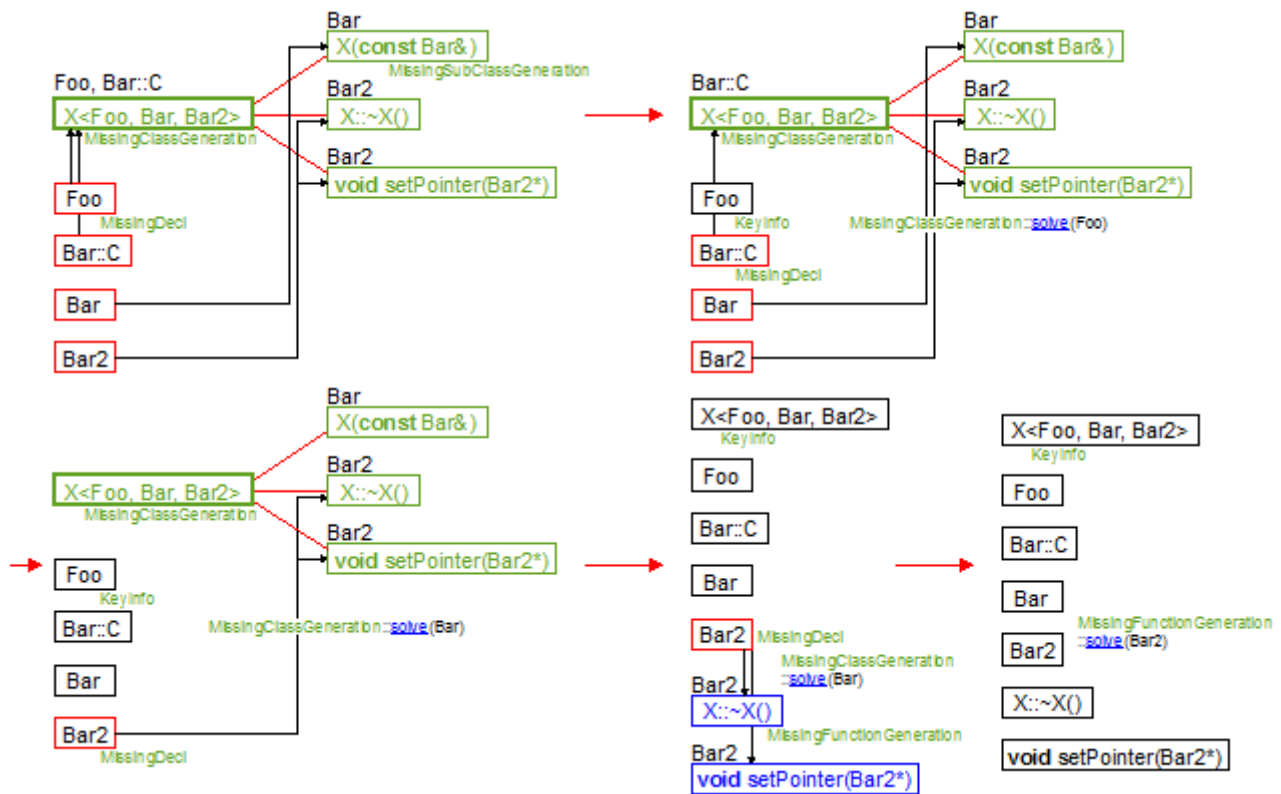 Bar
X(const Bar&)
MissingSubClassGeneration
Foo, Bar::C
X<Foo, Bar, Bar2>
MissingClassGeneration
Bar2
X::~X()
Bar2
void setPointer(Bar2*)
Foo
MissingDecl
Bar::C
Bar
Bar2
Bar
X(const Bar&)
Bar::C
X<Foo, Bar, Bar2>
MissingClassGeneration
Bar2
X::~X()
Bar2
void setPointer(Bar2*)
Foo
KeyInfo
MissingClassGeneration::solve(Foo)
Bar::C
MissingDecl
Bar
Bar2
Bar
X(const Bar&)
X<Foo, Bar, Bar2>
MissingClassGeneration
Bar2
X::~X()
Bar2
void setPointer(Bar2*)
Foo
KeyInfo
Bar::C
MissingClassGeneration::solve(Bar)
Bar
Bar2
MissingDecl
X<Foo, Bar, Bar2>
KeyInfo
Foo
Bar::C
Bar
Bar2
MissingDecl
MissingClassGeneration
::solve(Bar)
Bar2
X::~X()
MissingFunctionGeneration
Bar2
void setPointer(Bar2*)
X<Foo, Bar, Bar2>
KeyInfo
Foo
Bar::C
Bar
MissingFunctionGeneration
::solve(Bar2)
Bar2
X::~X()
void setPointer(Bar2*)